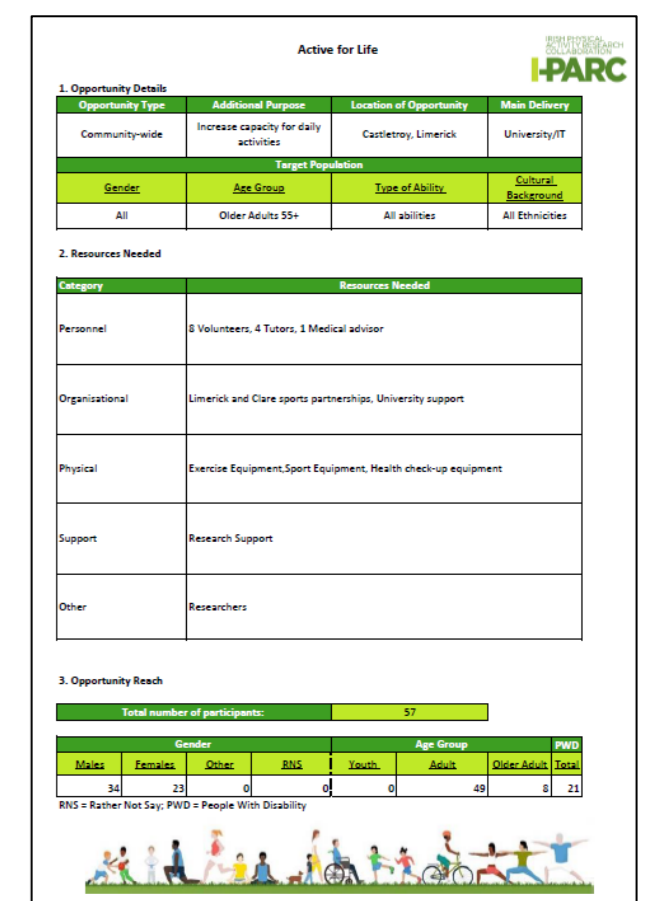 Active for Life
IRISH PHYSICAL
ACTIVITY RESEARCH
COLLABORATION
I-PARC
1. Opportunity Details
Opportunity Type Additional Purpose Location of Opportunity Main Delivery
Community-wide Increase capacity for daily activities Castletroy, Limerick University/IT
Target Population
Gender Age Group Type of Ability Cultural Background
All Older Adults 55+ All abilities All Ethnicities
2. Resources Needed
Category Resources Needed
Personnel 8 Volunteers, 4 Tutors, 1 Medical advisor
Organisational Limerick and Clare sports partnerships, University support
Physical Exercise Equipment,Sport Equipment, Health check-up equipment
Support Research Support
Other Researchers
3. Opportunity Reach
Total number of participants: 57
Gender Age Group PWD
Males Females Other RNS Youth Adult Older Adult Total
34 23 0 0 0 49 8 21
RNS = Rather Not Say; PWD = People With Disability